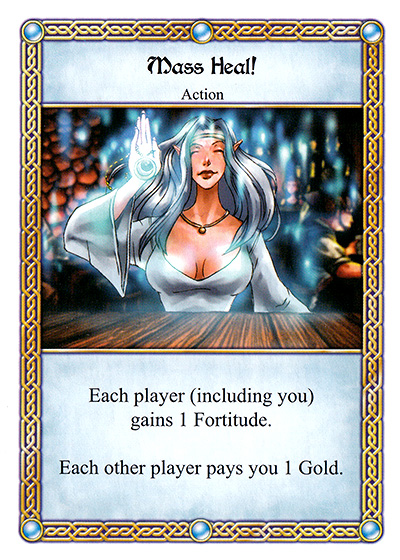 Mass Heal!
Action
Each player (including you)
gains 1 Fortitude.
Each other player pays you 1 Gold.